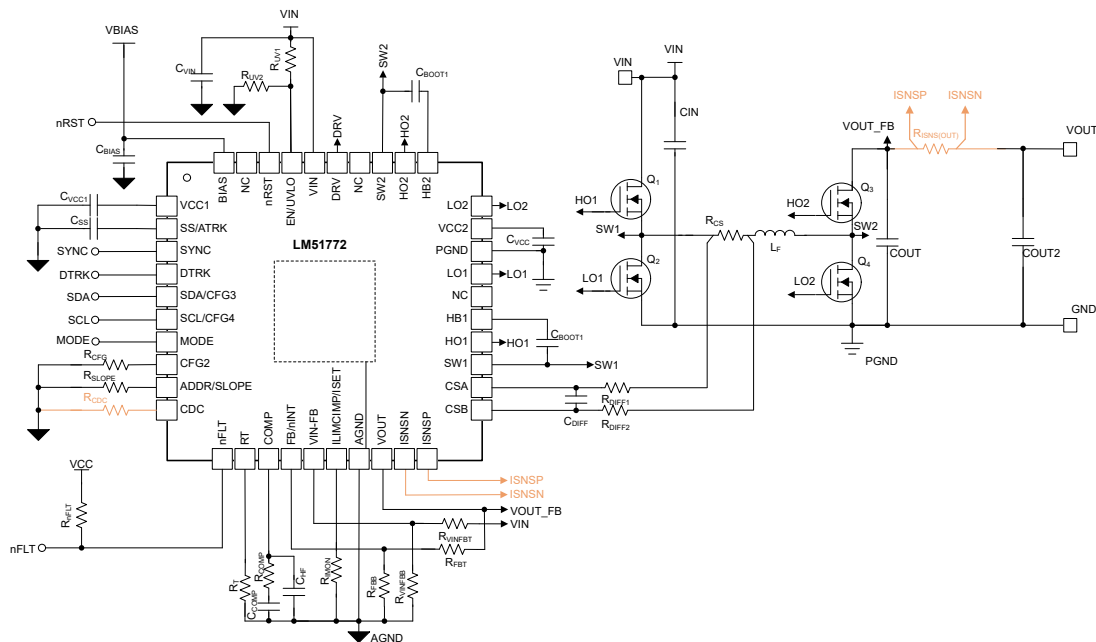 VBIAS
VIN
CVIN
RUV1
RUV2
SW2
CBOOT1
nRST
DRV
HO2
CBIAS
BIAS
NC
nRST
EN/UVLO
VIN
DRV
NC
SW2
HO2
HB2
CVCC1
CSS
SYNC
DTRK
SDA
SCL
MODE
RCFG
RSLOPE
RCDC
VCC1
SS/ATRK
SYNC
DTRK
SDA/CFG3
SCL/CFG4
MODE
CFG2
ADDR/SLOPE
CDC
LM51772
LO2
VCC2
PGND
LO1
NC
HB1
HO1
SW1
CSA
CSB
LO2
CVCC
LO1
CBOOT1
HO1
SW1
RDIFF1
CDIFF
RDIFF2
nFLT
RT
COMP
FB/nINT
VIN-FB
ILIMCIMP/ISET
AGND
VOUT
ISNSN
ISNSP
ISNSP
ISNSN
VOUT_FB
VIN
RVINFBT
RFBT
VCC
RnFLT
nFLT
RT
RCOMP
CCOMP
CHF
RIMON
RFBB
RVINFBB
AGND
VIN
VIN
CIN
ISNSP
ISNSN
RISNS(OUT)
VOUT_FB
VOUT
Q1
HO1
SW1
Q2
LO1
RCS
LF
Q3
HO2
SW2
Q4
LO2
COUT
COUT2
GND
PGND